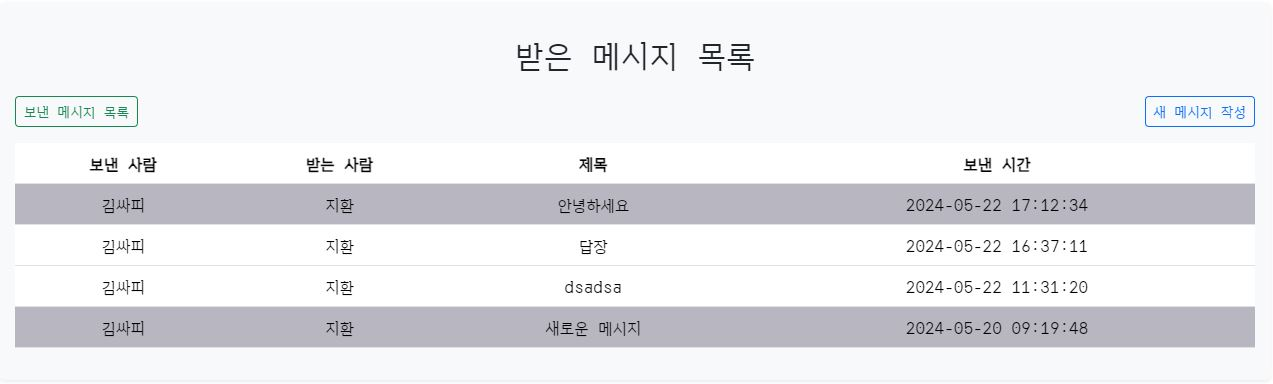 받은 메시지 목록
보낸 메시지 목록 새 메시지 작성
보낸 사람 받는 사람 제목 보낸 시간
김싸피 지환 안녕하세요 2024-05-22 17:12:34
김싸피 지환 답장 2024-05-22 16:37:11
김싸피 지환 dsadsa 2024-05-22 11:31:20
김싸피 지환 새로운 메시지 2024-05-20 09:19:48